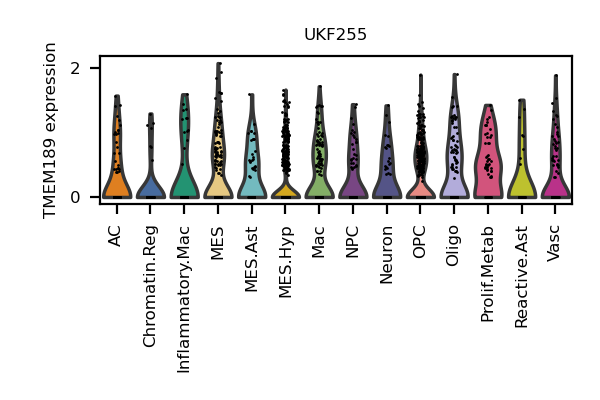 UKF255
TMEM189 expression
2
0
AC
Chromatin.Reg
Inflammatory.Mac
MES
MES.Ast
MES.Hyp
Mac
NPC
Neuron
OPC
Oligo
Prolif.Metab
Reactive.Ast
Vasc